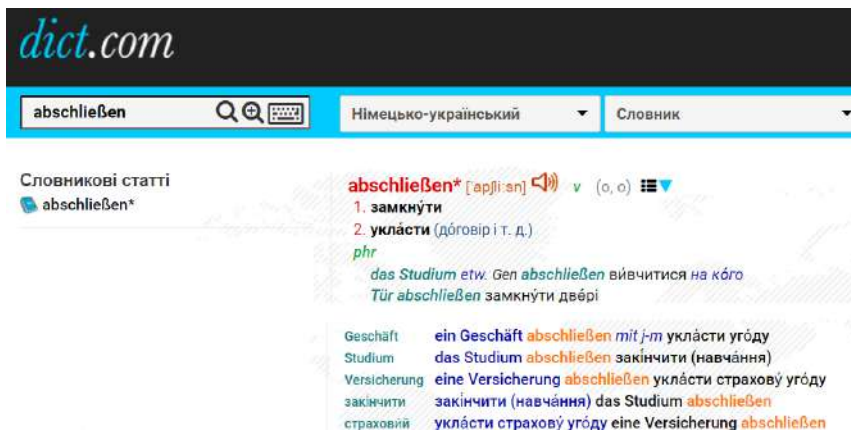 dict.com
abschließen
Німецько-український
Словник
Словникові статті
abschließen*
abschließen* [ˈapʃliːsn] v (o, o)
1. замкну́ти
2. укла́сти (до́говір і т. д.)
phr
das Studium etw. Gen abschließen ви́вчитися на ко́го
Tür abschließen замкну́ти две́рі
Geschäft ein Geschäft abschließen mit j-m укла́сти уго́ду
Studium das Studium abschließen закі́нчити (навча́ння)
Versicherung eine Versicherung abschließen укла́сти страхову́ уго́ду
закінчити закі́нчити (навча́ння) das Studium abschließen
страховий укла́сти страхову́ уго́ду eine Versicherung abschließen